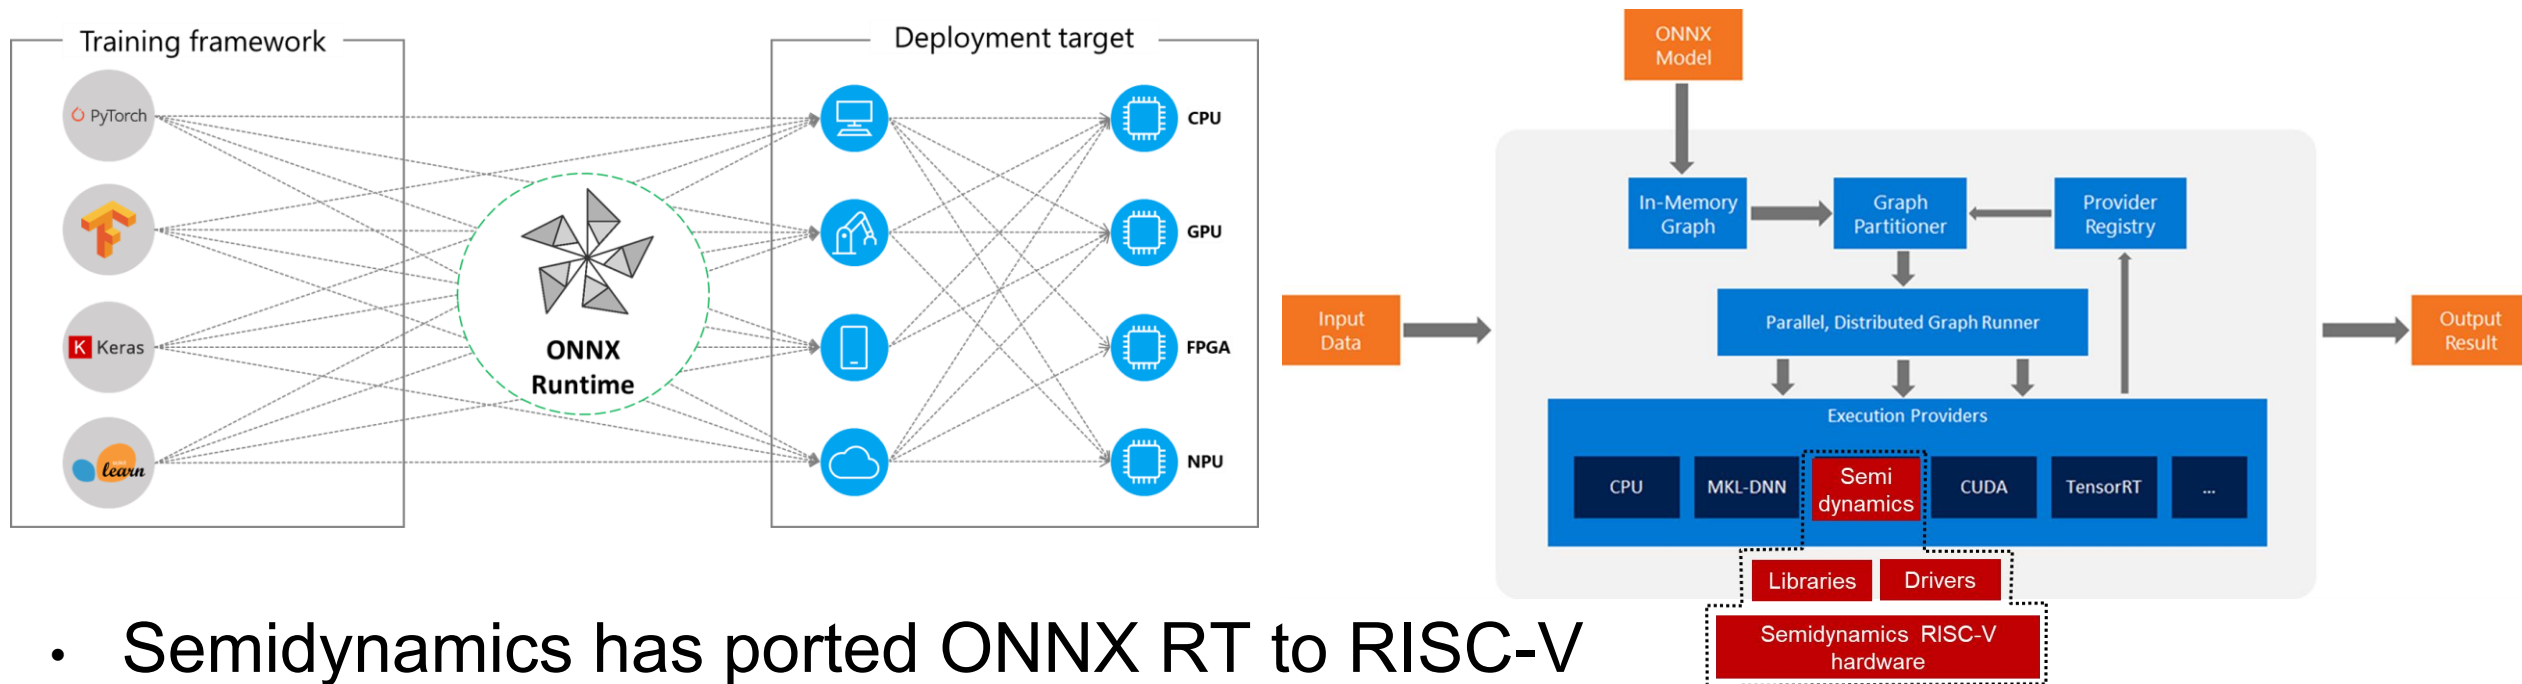 Training framework
PyTorch
K Keras
learn
ONNX
Runtime
Deployment target
CPU
GPU
FPGA
NPU
ONNX
Model
In-Memory
Graph
Graph
Partitioner
Provider
Registry
Parallel, Distributed Graph Runner
Input
Data
Output
Result
Execution Providers
CPU
MKL-DNN
Semi
dynamics
CUDA
TensorRT
...
Libraries
Drivers
Semidynamics RISC-V
hardware
• Semidynamics has ported ONNX RT to RISC-V